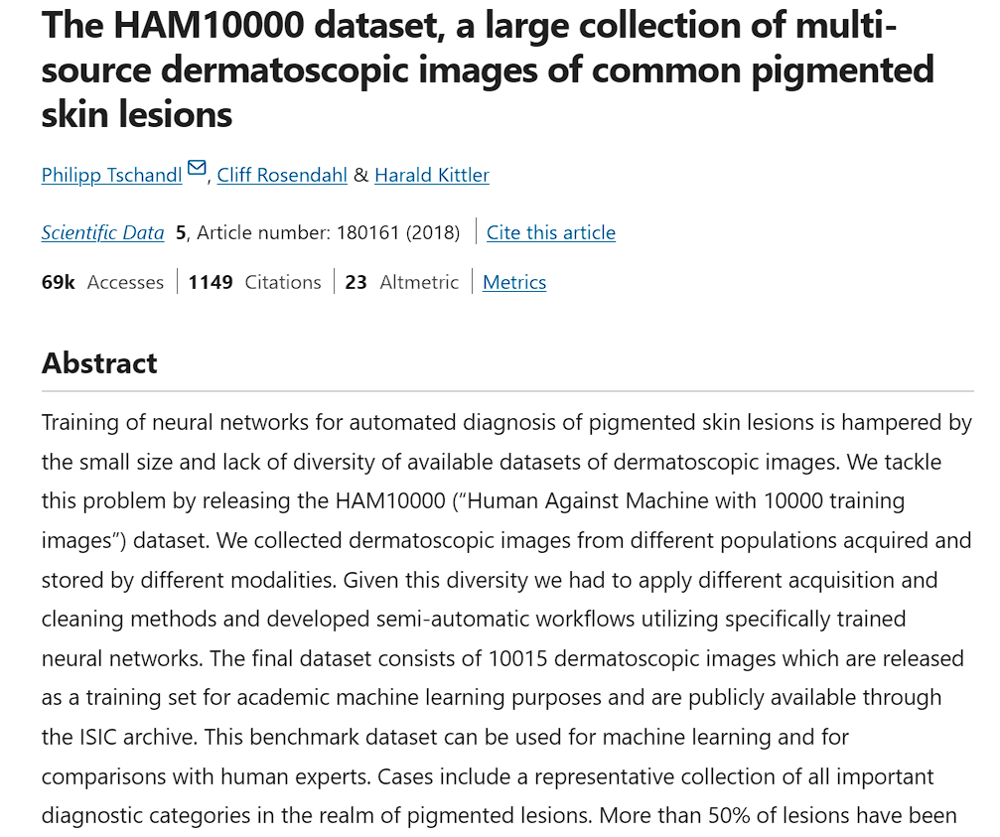 The HAM10000 dataset, a large collection of multi-
source dermatoscopic images of common pigmented
skin lesions
Philipp Tschandl, Cliff Rosendahl & Harald Kittler
Scientific Data 5, Article number: 180161 (2018) Cite this article
69k Accesses 1149 Citations 23 Altmetric Metrics
Abstract
Training of neural networks for automated diagnosis of pigmented skin lesions is hampered by
the small size and lack of diversity of available datasets of dermatoscopic images. We tackle
this problem by releasing the HAM10000 (“Human Against Machine with 10000 training
images”) dataset. We collected dermatoscopic images from different populations acquired and
stored by different modalities. Given this diversity we had to apply different acquisition and
cleaning methods and developed semi-automatic workflows utilizing specifically trained
neural networks. The final dataset consists of 10015 dermatoscopic images which are released
as a training set for academic machine learning purposes and are publicly available through
the ISIC archive. This benchmark dataset can be used for machine learning and for
comparisons with human experts. Cases include a representative collection of all important
diagnostic categories in the realm of pigmented lesions. More than 50% of lesions have been